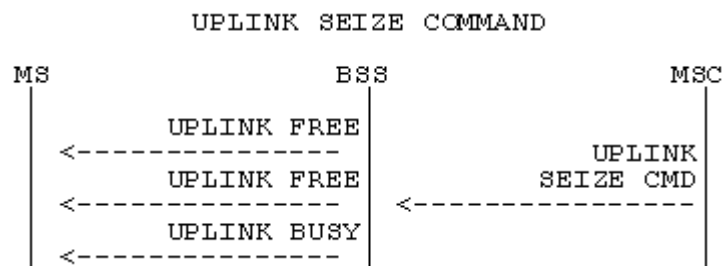 UPLINK SEIZE COMMAND
MS BSS MSC
UPLINK FREE
UPLINK
UPLINK FREE SEIZE CMD
UPLINK BUSY